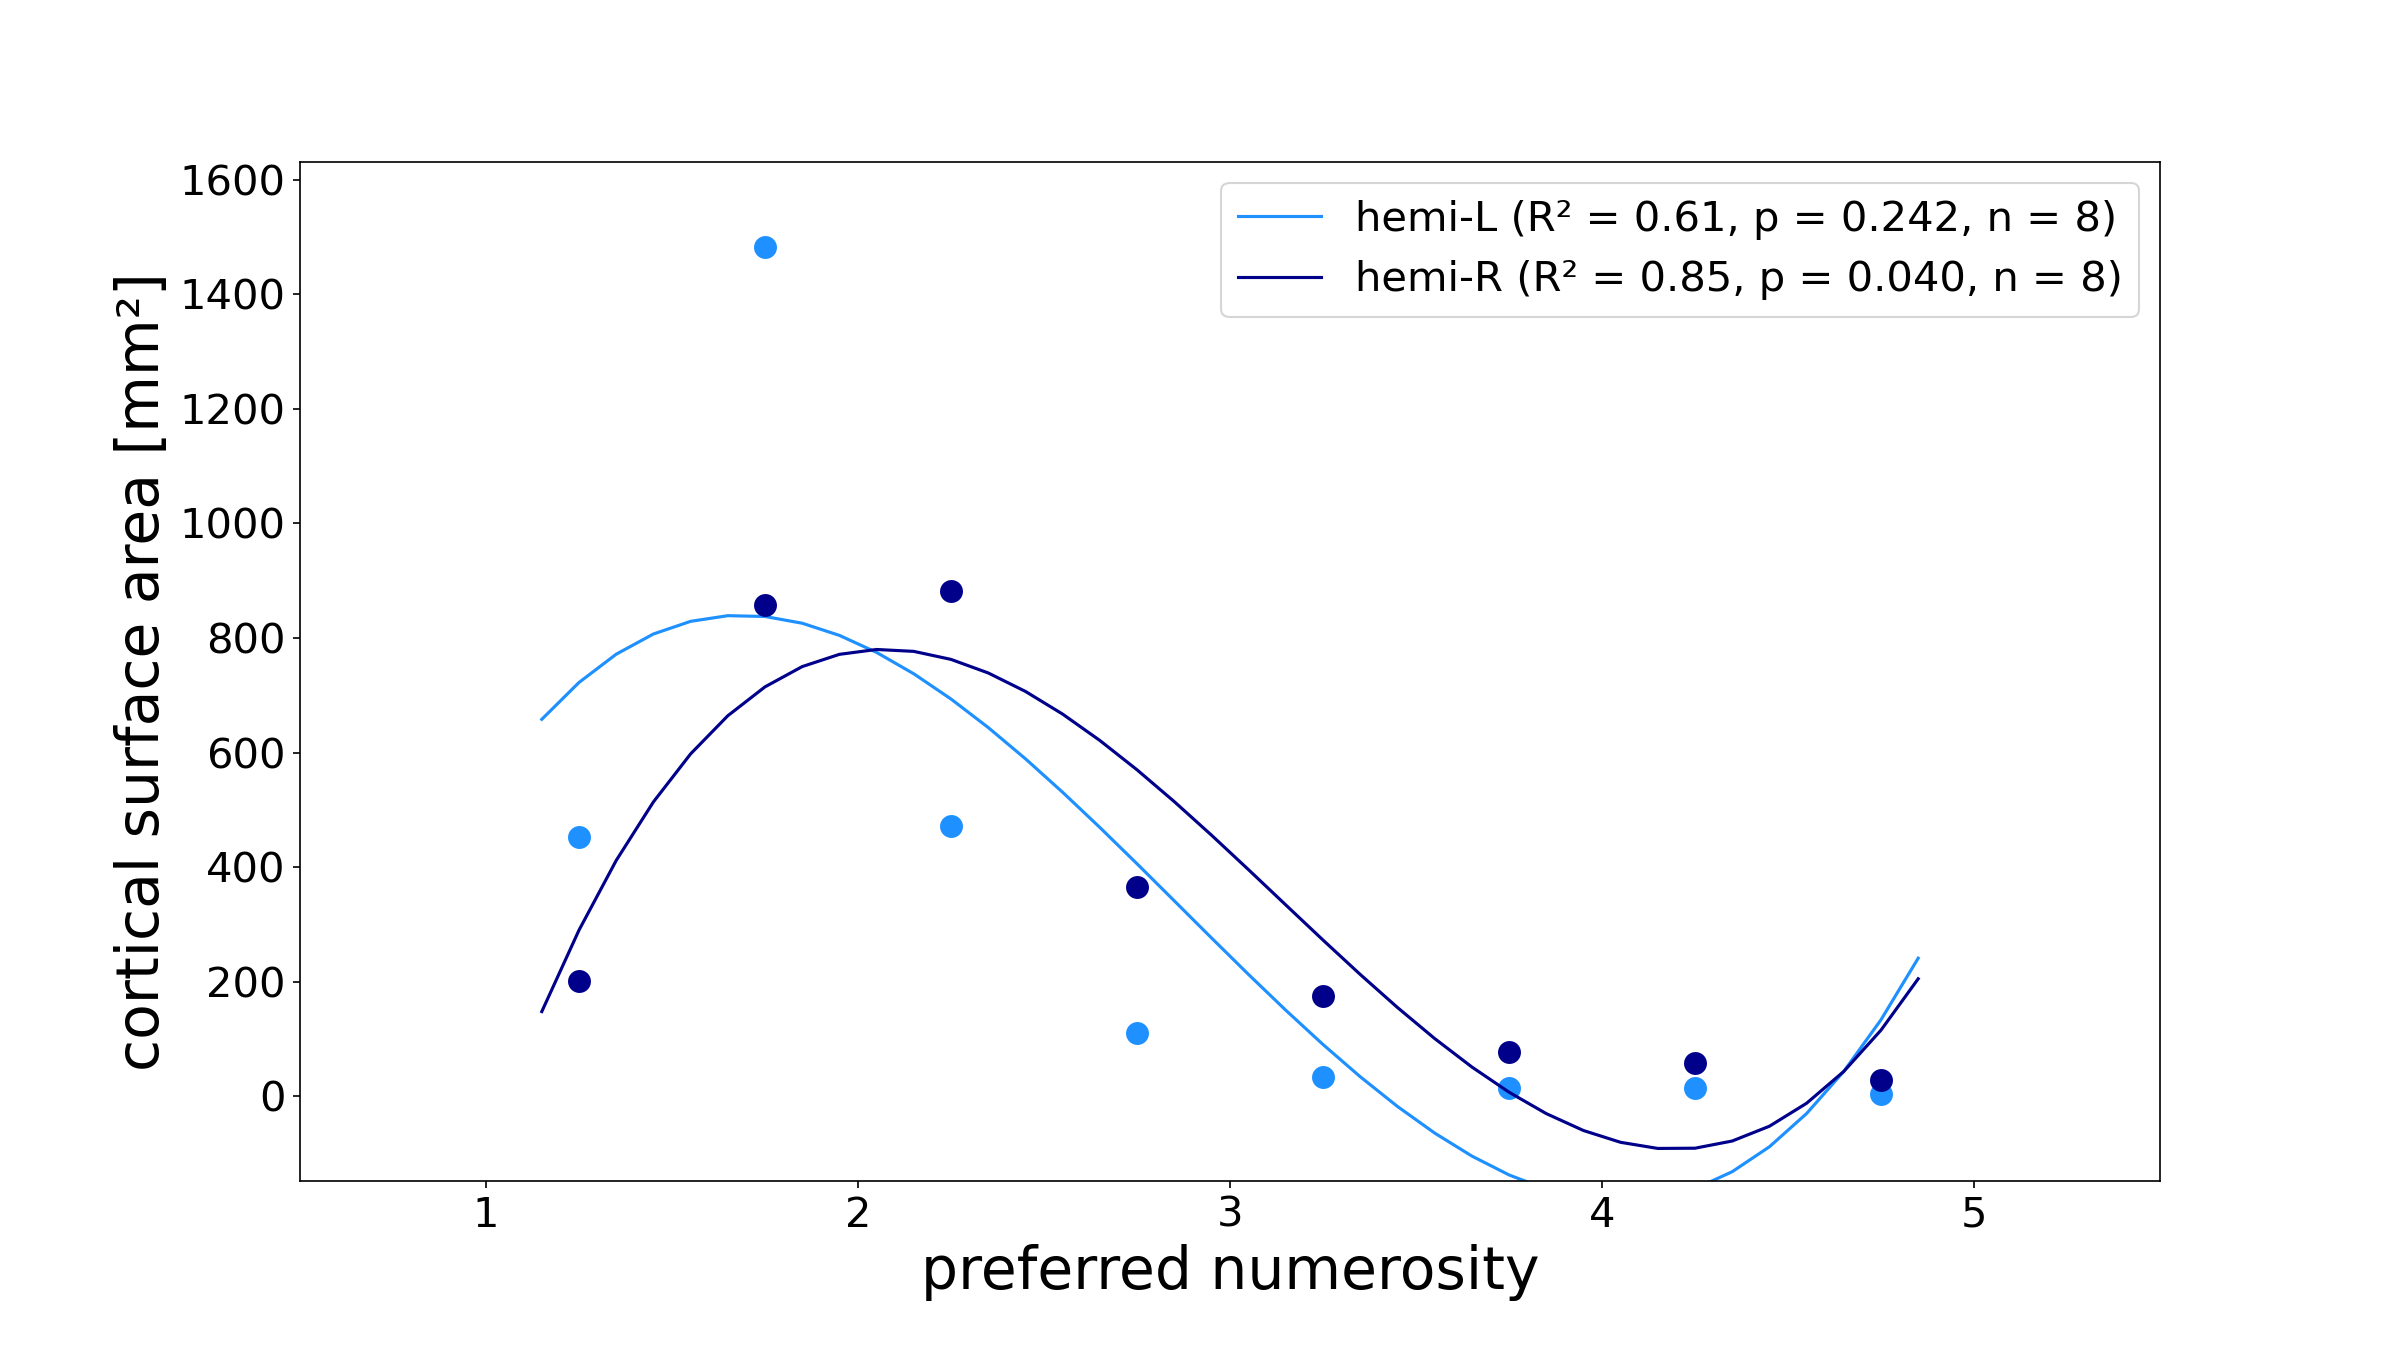 1600
1400
1200
1000
800
600
400
200
0
cortical surface area [mm²]
hemi-L (R² = 0.61, p = 0.242, n = 8)
hemi-R (R² = 0.85, p = 0.040, n = 8)
1 2 3 4 5
preferred numerosity